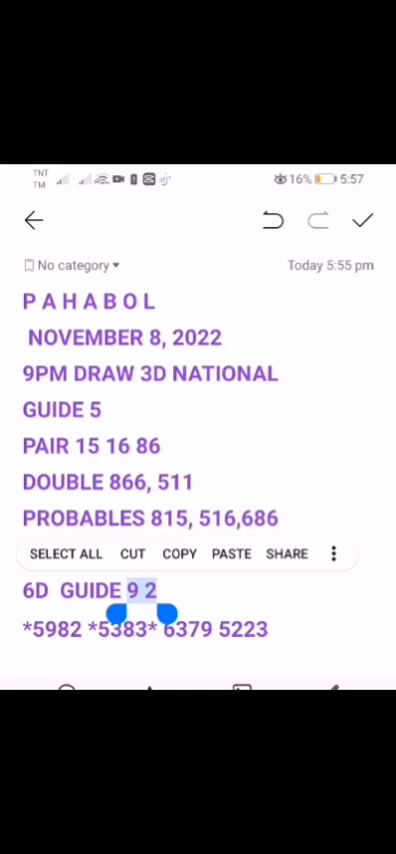 TNT
TM 16% 5:57
No category Today 5:55 pm
P A H A B O L
NOVEMBER 8, 2022
9PM DRAW 3D NATIONAL
GUIDE 5
PAIR 15 16 86
DOUBLE 866, 511
PROBABLES 815, 516,686
SELECT ALL CUT COPY PASTE SHARE
6D GUIDE 9 2
*5982 *5383* 6379 5223